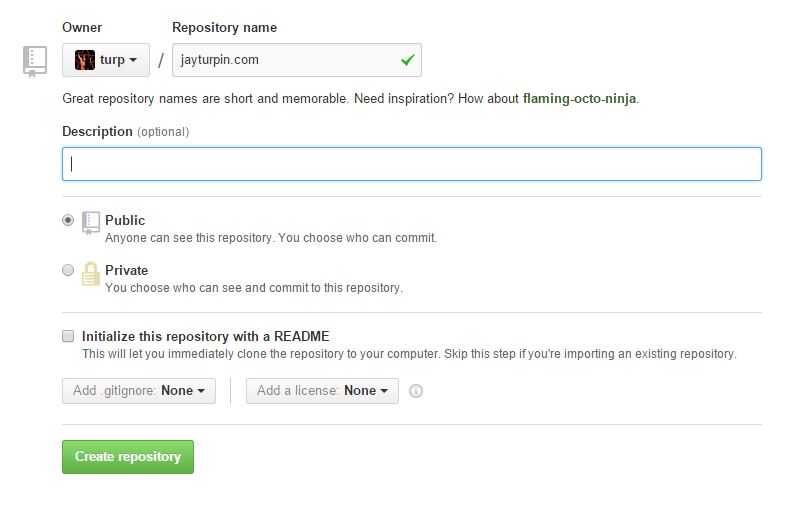 Owner Repository name
turp / jayturpin.com
Great repository names are short and memorable. Need inspiration? How about flaming-octo-ninja.
Description (optional)
Public
Anyone can see this repository. You choose who can commit.
Private
You choose who can see and commit to this repository.
Initialize this repository with a README
This will let you immediately clone the repository to your computer. Skip this step if you're importing an existing repository.
Add .gitignore: None Add a license: None
Create repository